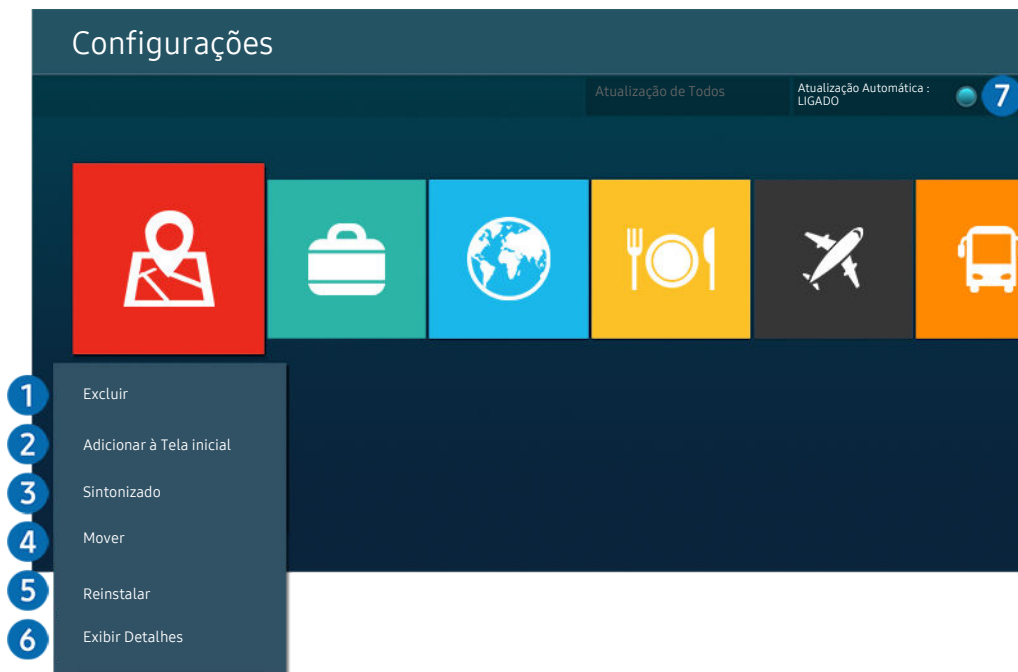 Configurações
Atualização de Todos
Atualização Automática :
LIGADO
7
1 Excluir
2 Adicionar à Tela inicial
3 Sintonizado
4 Mover
5 Reinstalar
6 Exibir Detalhes